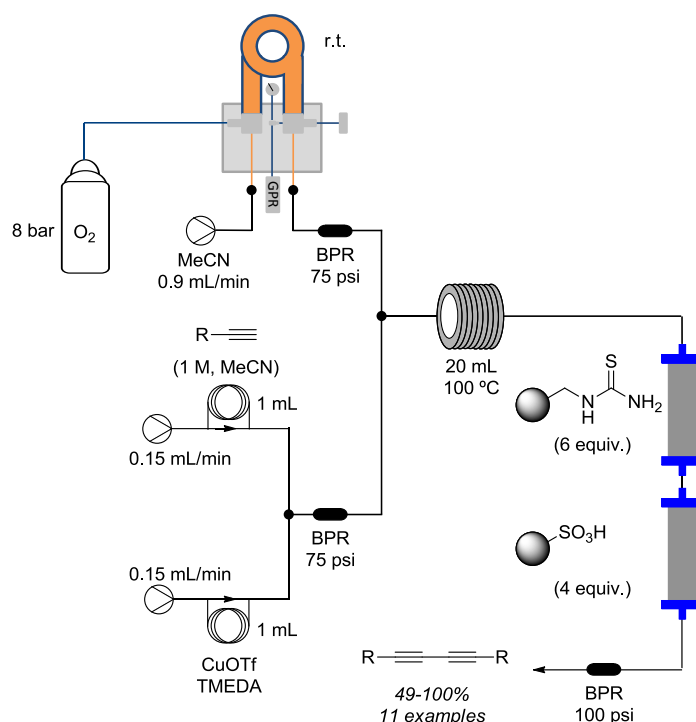 r.t.
8 bar
O2
GPR
MeCN
0.9 mL/min
BPR
75 psi
R
(1 M, MeCN)
1 mL
0.15 mL/min
20 mL
100 ºC
S
N
H
NH2
(6 equiv.)
BPR
75 psi
SO3H
(4 equiv.)
0.15 mL/min
1 mL
CuOTf
TMEDA
R
R
49-100%
11 examples
BPR
100 psi